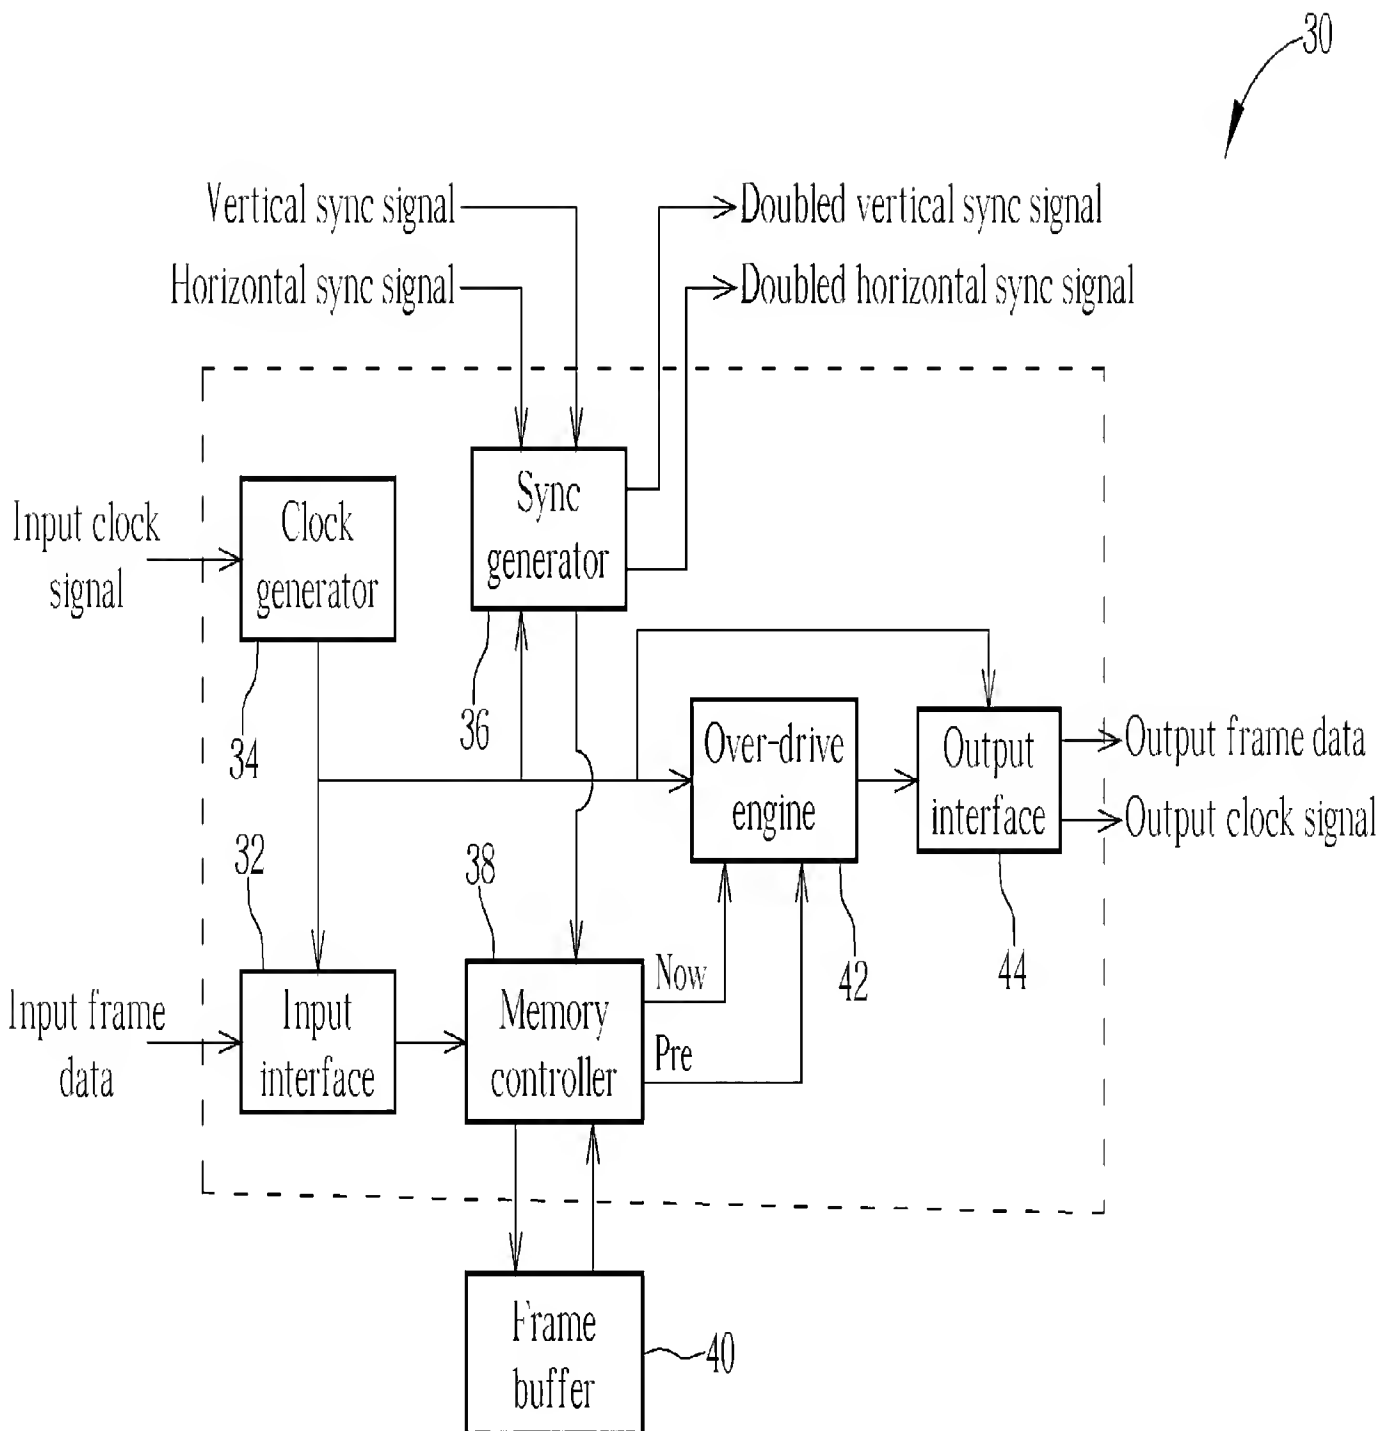 30
Vertical sync signal
Doubled vertical sync signal
Horizontal sync signal
Doubled horizontal sync signal
Input clock
signal
Clock
generator
Sync
generator
34
36
Over-drive
engine
Output
interface
Output frame data
Output clock signal
32
38
42
44
Input frame
data
Input
interface
Memory
controller
Now
Pre
Frame
buffer
40